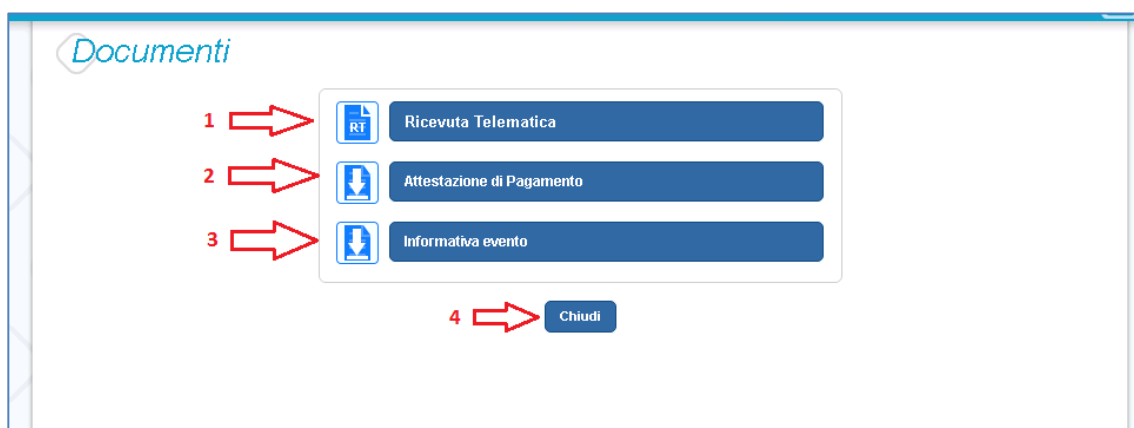 Documenti
1
RT
Ricevuta Telematica
2
Attestazione di Pagamento
3
Informativa evento
4
Chiudi